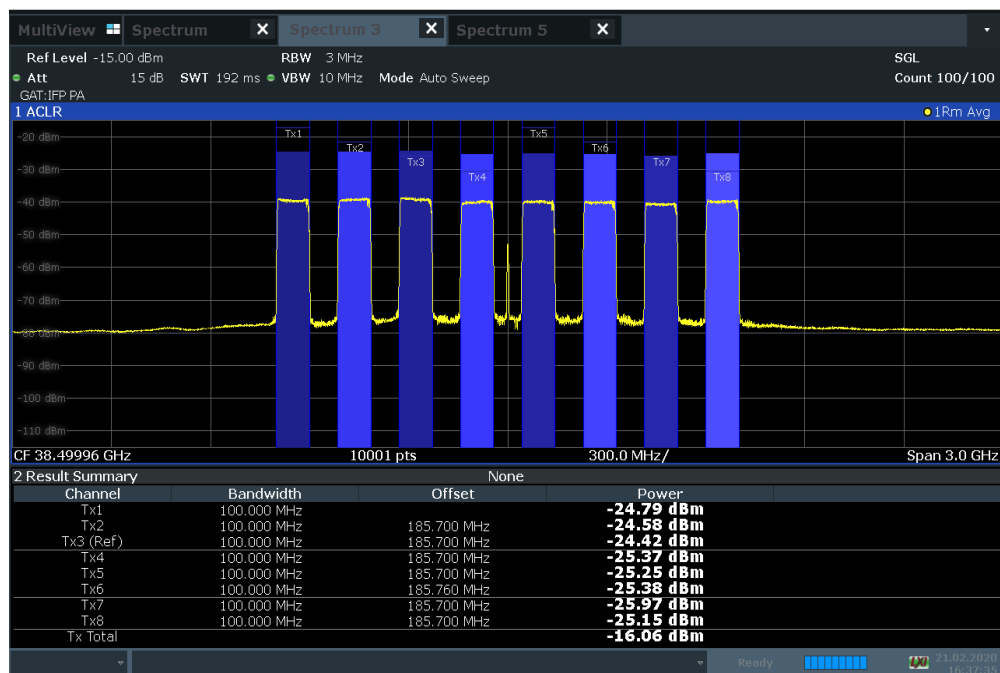 MultiView Spectrum X Spectrum 3 X Spectrum 5 X
Ref Level -15.00 dBm RBW 3 MHz SGL
Att 15 dB SWT 192 ms VBW 10 MHz Mode Auto Sweep Count 100/100
GAT:IFP PA
1 ACLR 1Rm Avg
Tx1 Tx5
-20 dBm
Tx2 Tx6
Tx3 Tx7
-30 dBm
Tx4 Tx8
-40 dBm
-50 dBm
-60 dBm
-70 dBm
-80 dBm
-90 dBm
-100 dBm
-110 dBm
CF 38.49996 GHz 10001 pts 300.0 MHz/ Span 3.0 GHz
2 Result Summary None
Channel Bandwidth Offset Power
Tx1 100.000 MHz -24.79 dBm
Tx2 100.000 MHz 185.700 MHz -24.58 dBm
Tx3 (Ref) 100.000 MHz 185.700 MHz -24.42 dBm
Tx4 100.000 MHz 185.700 MHz -25.37 dBm
Tx5 100.000 MHz 185.700 MHz -25.25 dBm
Tx6 100.000 MHz 185.760 MHz -25.38 dBm
Tx7 100.000 MHz 185.700 MHz -25.97 dBm
Tx8 100.000 MHz 185.700 MHz -25.15 dBm
Tx Total -16.06 dBm
Ready LXI 21.02.2020
16:37:35